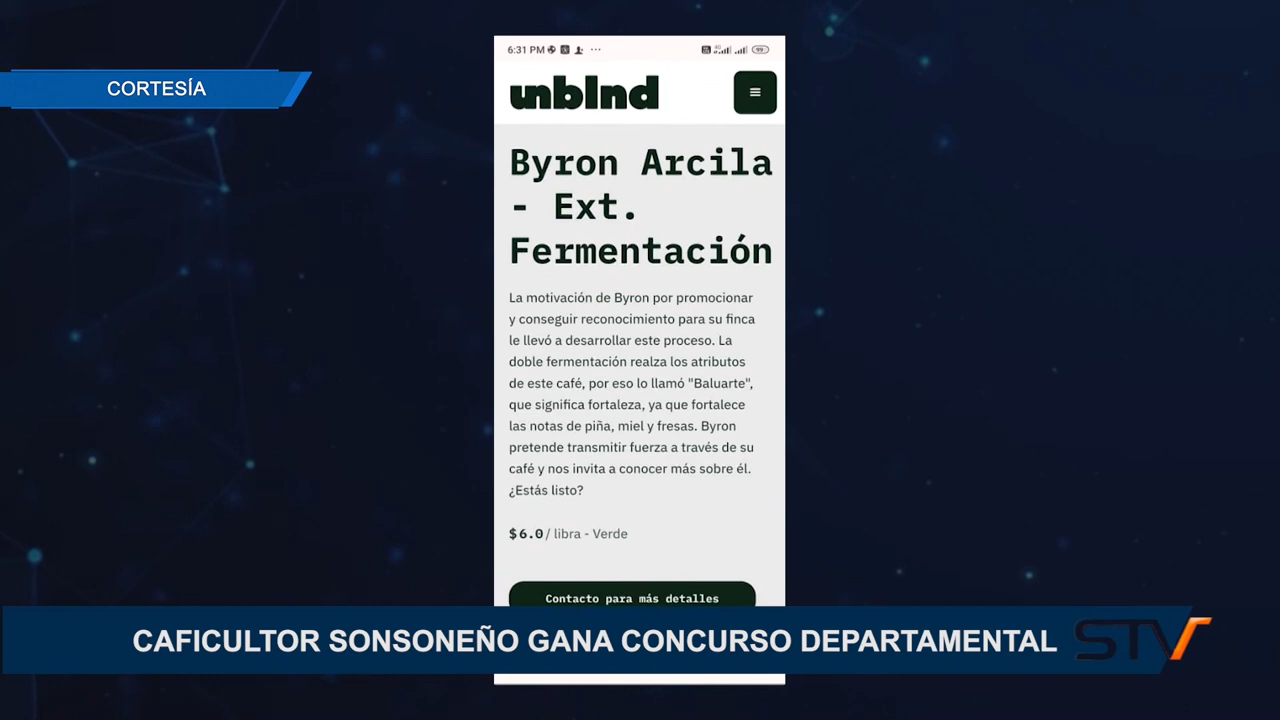 CORTESÍA
6:31 PM
unblnd
Byron Arcila
- Ext.
Fermentación
La motivación de Byron por promocionar
y conseguir reconocimiento para su finca
le llevó a desarrollar este proceso. La
doble fermentación realza los atributos
de este café, por eso lo llamó "Baluarte",
que significa fortaleza, ya que fortalece
las notas de piña, miel y fresas. Byron
pretende transmitir fuerza a través de su
café y nos invita a conocer más sobre él.
¿Estás listo?
$6.0/ libra - Verde
Contacto para más detalles
CAFICULTOR SONSONEÑO GANA CONCURSO DEPARTAMENTAL
STV